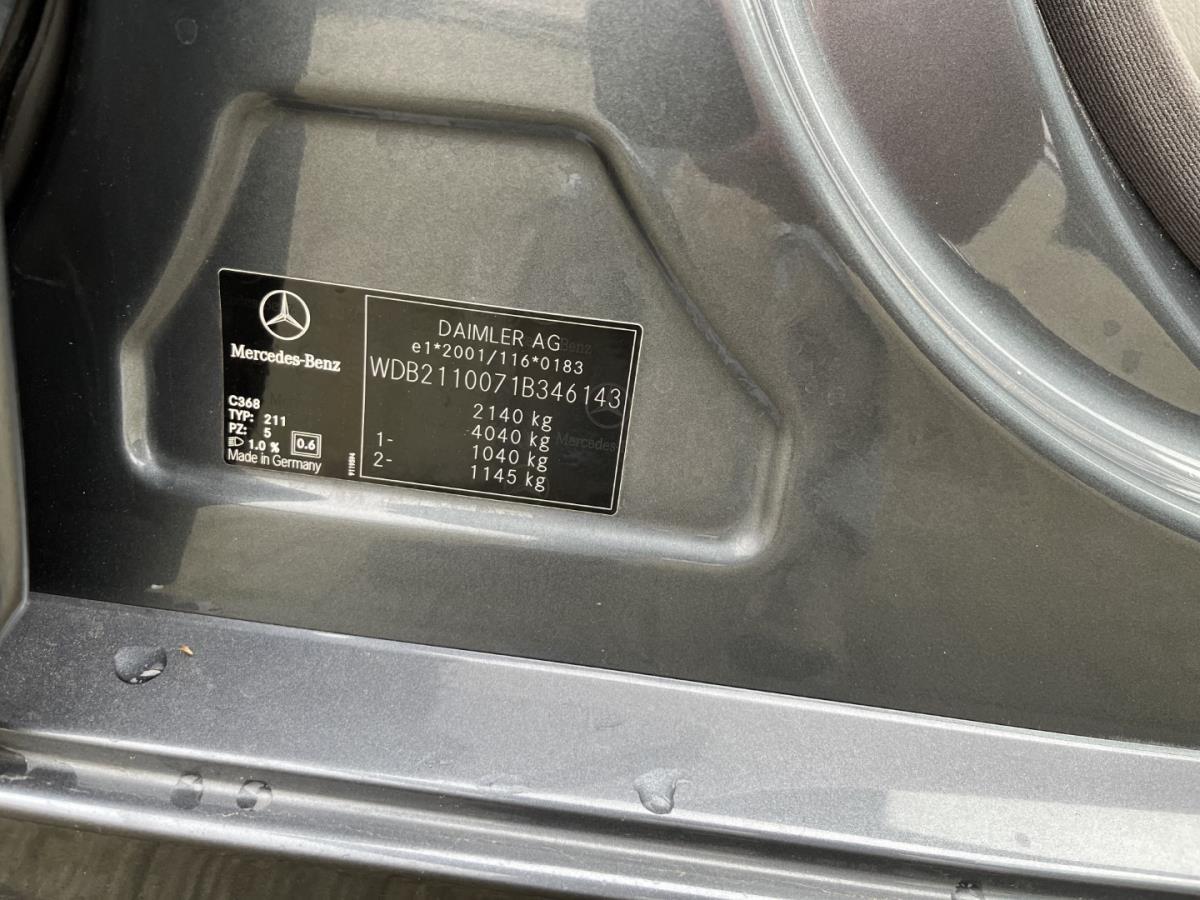 Mercedes-Benz
C368
TYP: 211
PZ: 5
1.0 % 0.6
Made in Germany
DAIMLER AG
e1*2001/116*0183
WDB2110071B346143
2140 kg
4040 kg
1- 1040 kg
2- 1145 kg